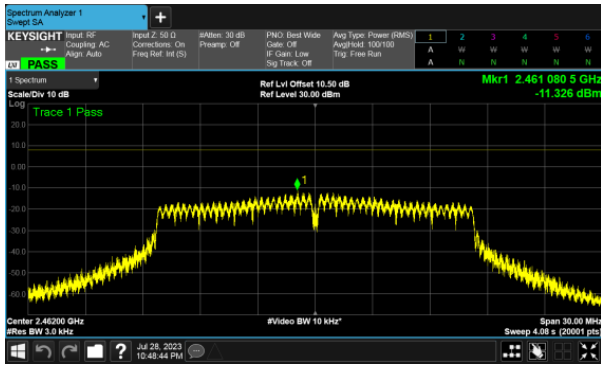 Spectrum Analyzer 1
Swept SA
+
KEYSIGHT
Input: RF
Coupling: AC
Align: Auto
Input Z: 50 Ω
Corrections: On
Freq Ref: Int (S)
#Atten: 30 dB
Preamp: Off
PNO: Best Wide
Gate: Off
IF Gain: Low
Sig Track: Off
Avg Type: Power (RMS)
Avg|Hold: 100/100
Trig: Free Run
1 2 3 4 5 6
A W W W W W
A N N N N N
LXI PASS
1 Spectrum
Scale/Div 10 dB
Ref Lvl Offset 10.50 dB
Ref Level 30.00 dBm
Mkr1 2.461 080 5 GHz
-11.326 dBm
Log
Trace 1 Pass
20.0
10.0
0.00
-10.0
1
-20.0
-30.0
-40.0
-50.0
-60.0
Center 2.46200 GHz
#Res BW 3.0 kHz
#Video BW 10 kHz*
Span 30.00 MHz
Sweep 4.08 s (20001 pts)
?
Jul 28, 2023
10:48:44 PM